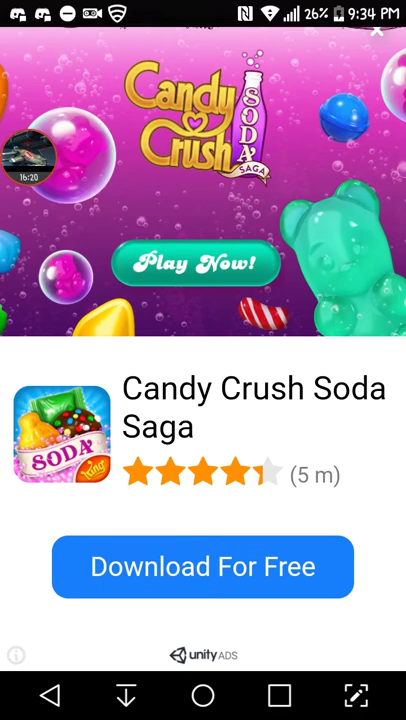 26% 9:34 PM
Candy
Crush
SODA
SAGA
16:20
Play Now!
Candy Crush Soda
Saga
SODA
King
(5 m)
Download For Free
unity ADS